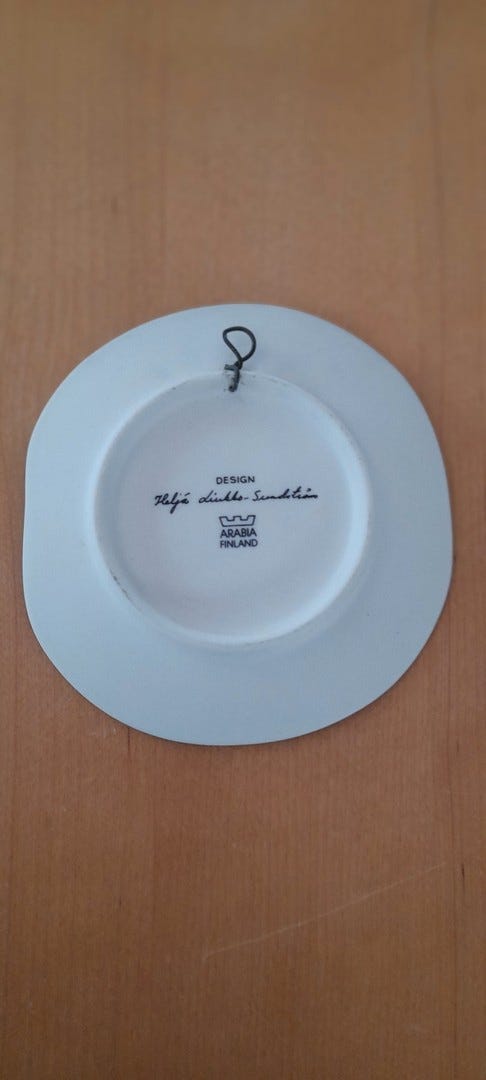 DESIGN
Heljä Liukko-Sundström
ARABIA
FINLAND